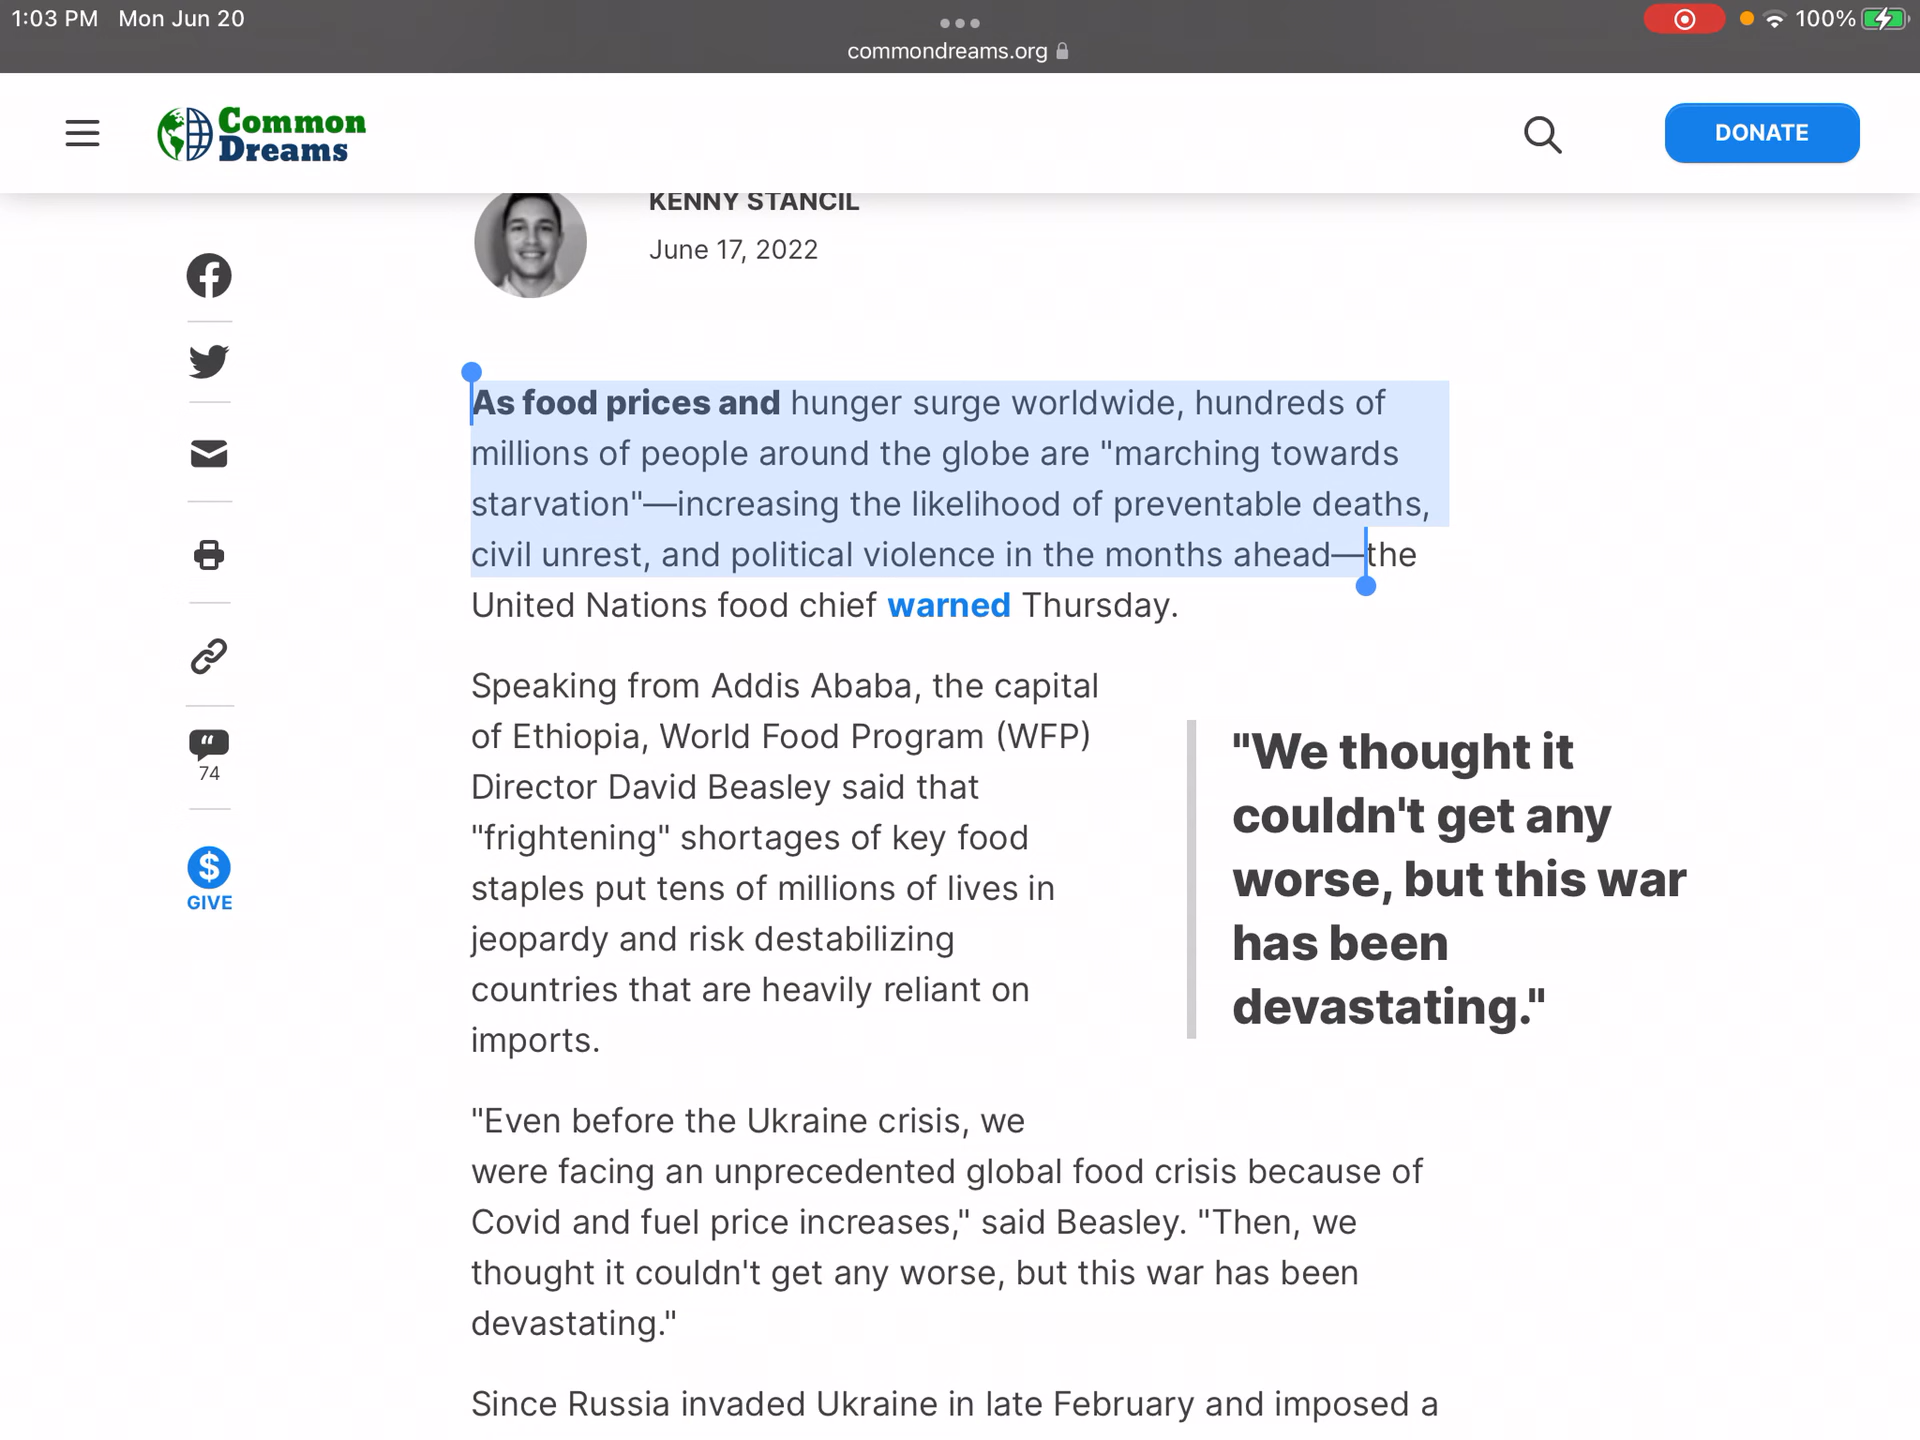 1:03 PM Mon Jun 20
100%
commondreams.org
Common
Dreams
DONATE
KENNY STANCIL
June 17, 2022
74
$
GIVE
As food prices and hunger surge worldwide, hundreds of
millions of people around the globe are "marching towards
starvation"—increasing the likelihood of preventable deaths,
civil unrest, and political violence in the months ahead—the
United Nations food chief warned Thursday.
Speaking from Addis Ababa, the capital
of Ethiopia, World Food Program (WFP)
Director David Beasley said that
"frightening" shortages of key food
staples put tens of millions of lives in
jeopardy and risk destabilizing
countries that are heavily reliant on
imports.
"We thought it
couldn't get any
worse, but this war
has been
devastating."
"Even before the Ukraine crisis, we
were facing an unprecedented global food crisis because of
Covid and fuel price increases," said Beasley. "Then, we
thought it couldn't get any worse, but this war has been
devastating."
Since Russia invaded Ukraine in late February and imposed a